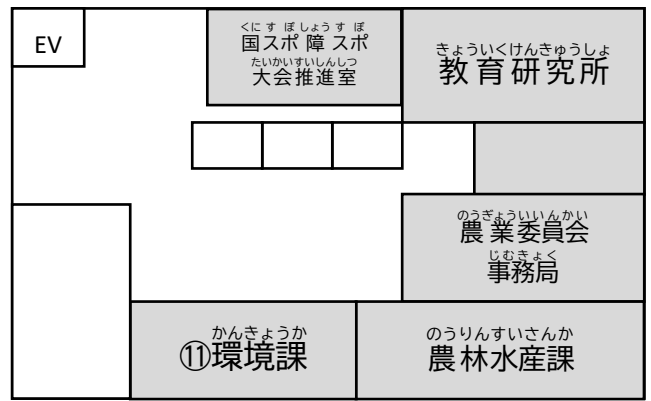 EV
くにすぽしょうすぽ
国スポ障スポ
たいかいすいしんしつ
大会推進室
きょういくけんきゅうしょ
教育研究所
のうぎょういいんかい
農業委員会
じむきょく
事務局
かんきょうか
⑪環境課
のうりんすいさんか
農林水産課